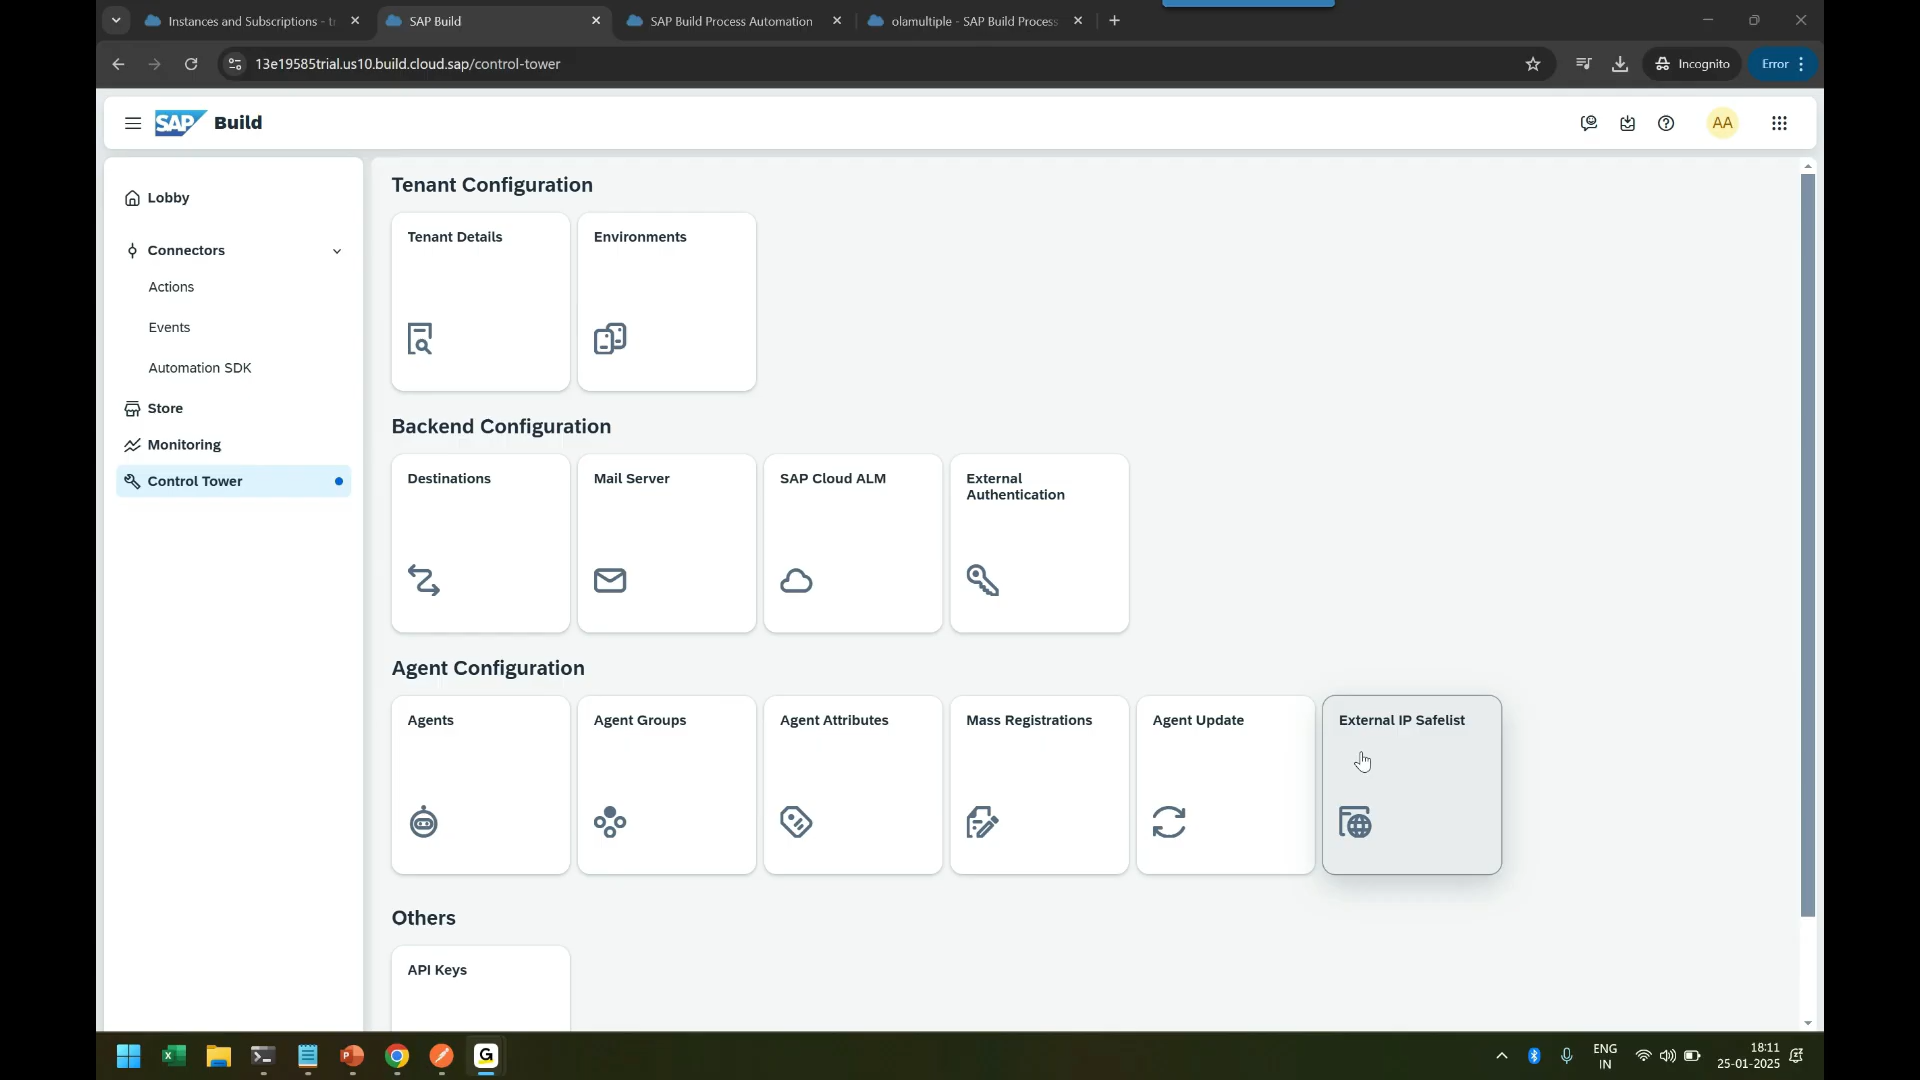 Instances and Subscriptions - tr
SAP Build
SAP Build Process Automation
olamultiple - SAP Build Process
13e19585trial.us10.build.cloud.sap/control-tower
Incognito
Error
SAP Build
AA
Lobby
Connectors
Actions
Events
Automation SDK
Store
Monitoring
Control Tower
Tenant Configuration
Tenant Details
Environments
Backend Configuration
Destinations
Mail Server
SAP Cloud ALM
External
Authentication
Agent Configuration
Agents
Agent Groups
Agent Attributes
Mass Registrations
Agent Update
External IP Safelist
Others
API Keys
ENG
IN
18:11
25-01-2025